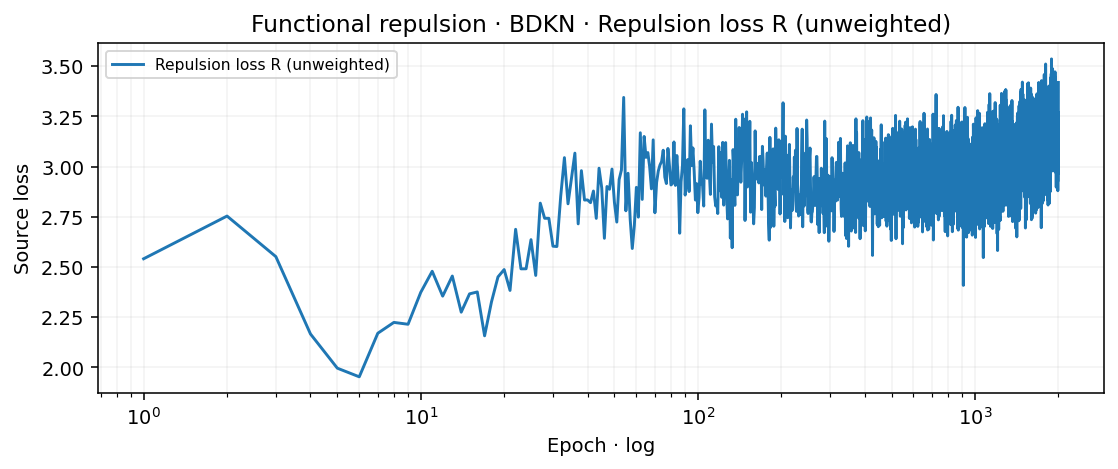 Functional repulsion · BDKN · Repulsion loss R (unweighted)
Repulsion loss R (unweighted)
Source loss
3.50
3.25
3.00
2.75
2.50
2.25
2.00
10⁰ 10¹ 10² 10³
Epoch · log